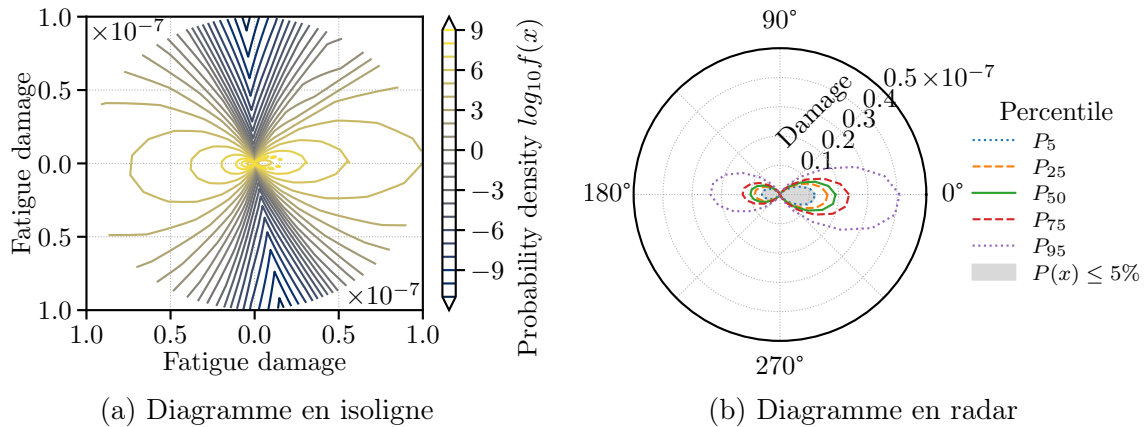 ×10⁻⁷
1.0
0.5
0.0
0.5
1.0
Fatigue damage
×10⁻⁷
1.0 0.5 0.0 0.5 1.0
Fatigue damage
9
6
3
0
−3
−6
−9
Probability density log10 f(x)
(a) Diagramme en isoligne
90°
180°
0°
270°
Damage
0.1
0.2
0.3
0.4
0.5 ×10⁻⁷
Percentile
P₅
P₂₅
P₅₀
P₇₅
P₉₅
P(x) ≤ 5%
(b) Diagramme en radar